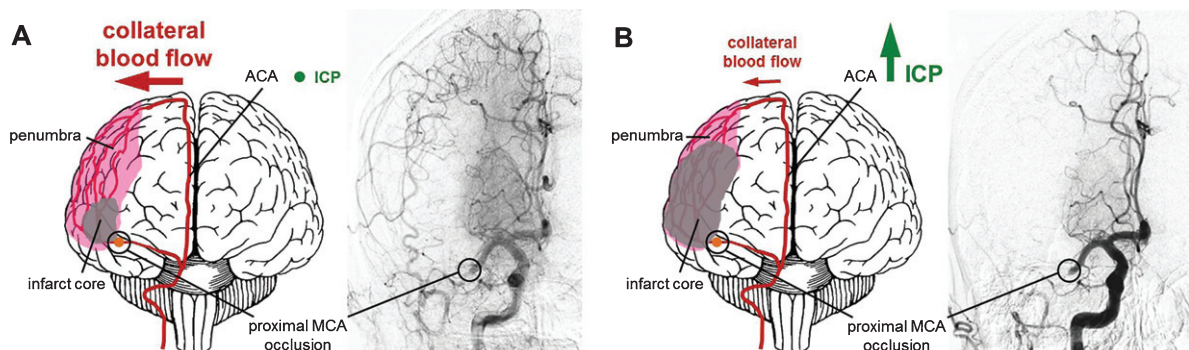 A
collateral
blood flow
ACA
ICP
penumbra
infarct core
proximal MCA
occlusion
B
collateral
blood flow
ACA
ICP
penumbra
infarct core
proximal MCA
occlusion